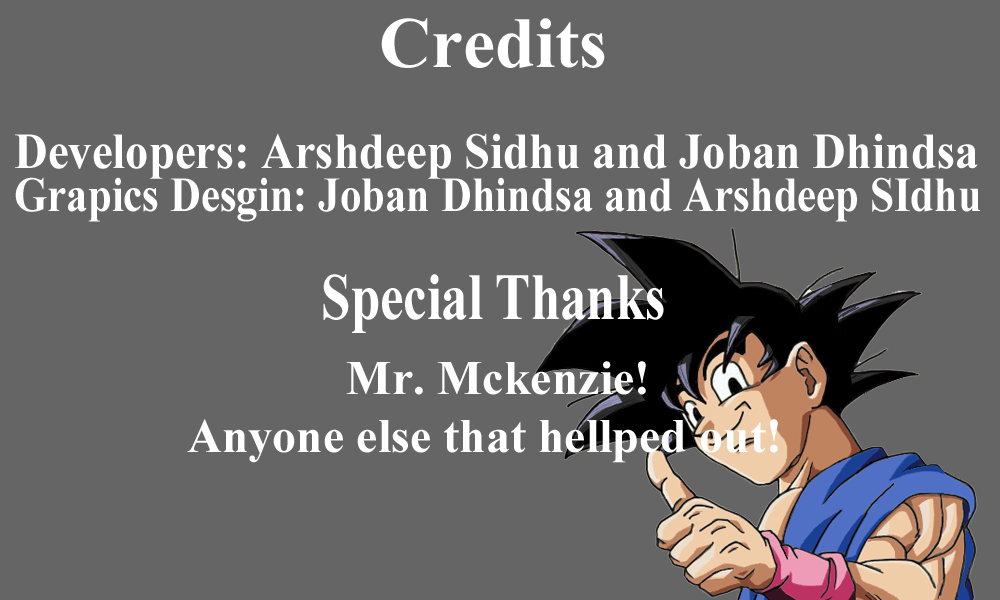 Credits
Developers: Arshdeep Sidhu and Joban Dhindsa
Grapics Desgin: Joban Dhindsa and Arshdeep SIdhu
Special Thanks
Mr. Mckenzie!
Anyone else that hellped out!